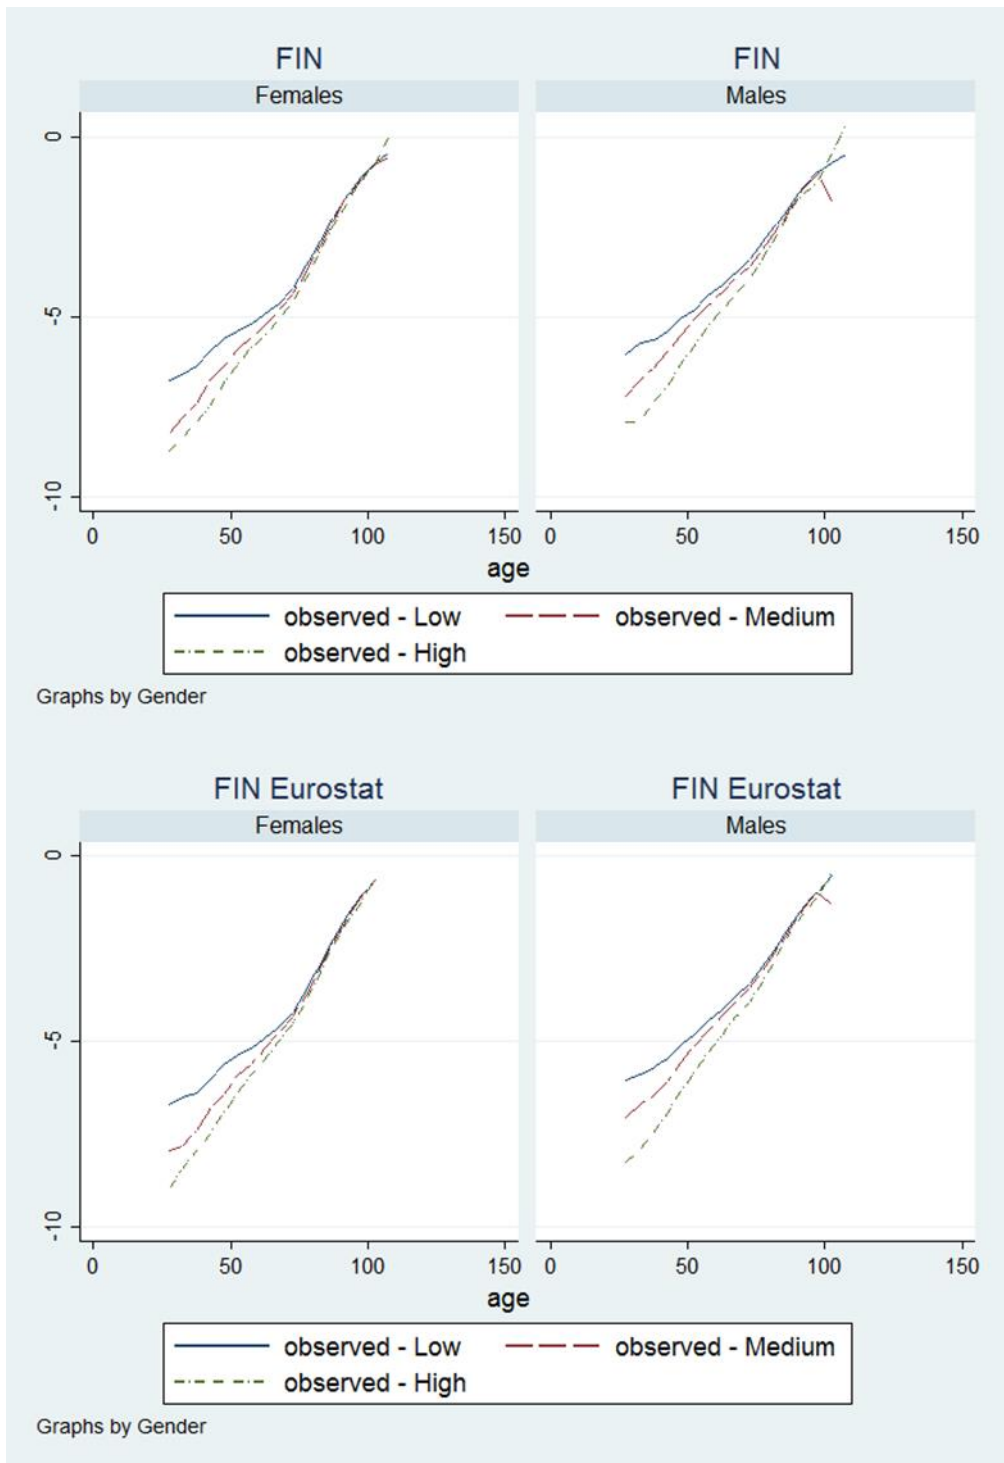 FIN FIN
Females Males
0
-5
-10
0 50 100 150 0 50 100 150
age
observed - Low observed - Medium
observed - High
Graphs by Gender
FIN Eurostat FIN Eurostat
Females Males
0
-5
-10
0 50 100 150 0 50 100 150
age
observed - Low observed - Medium
observed - High
Graphs by Gender